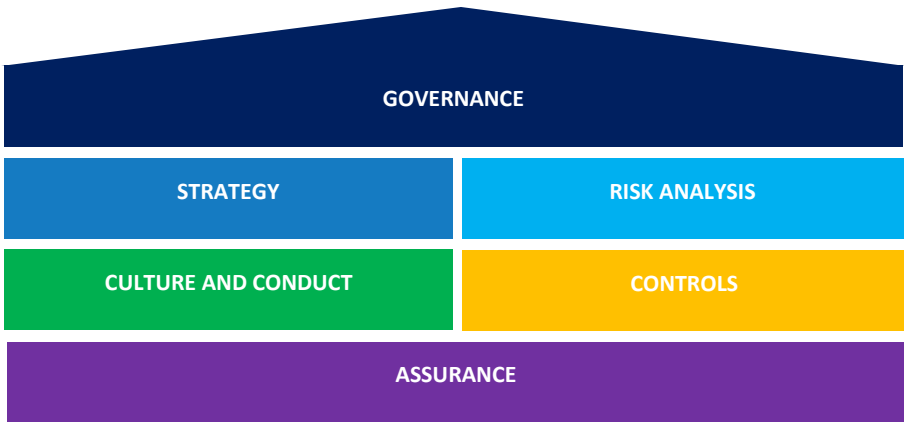 GOVERNANCE
STRATEGY
RISK ANALYSIS
CULTURE AND CONDUCT
CONTROLS
ASSURANCE